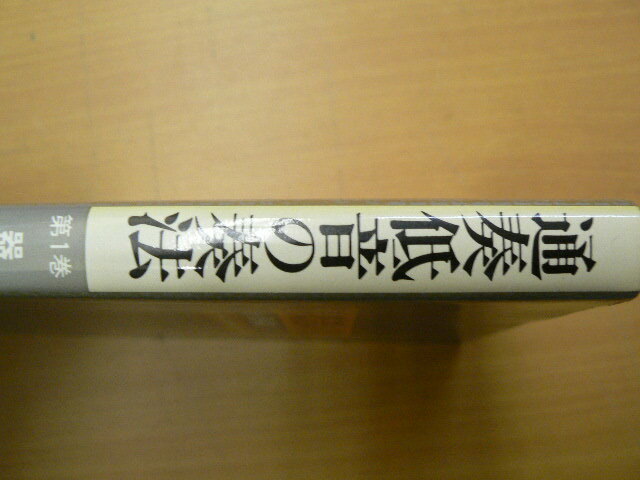 通奏低音の奏法
第1巻
器